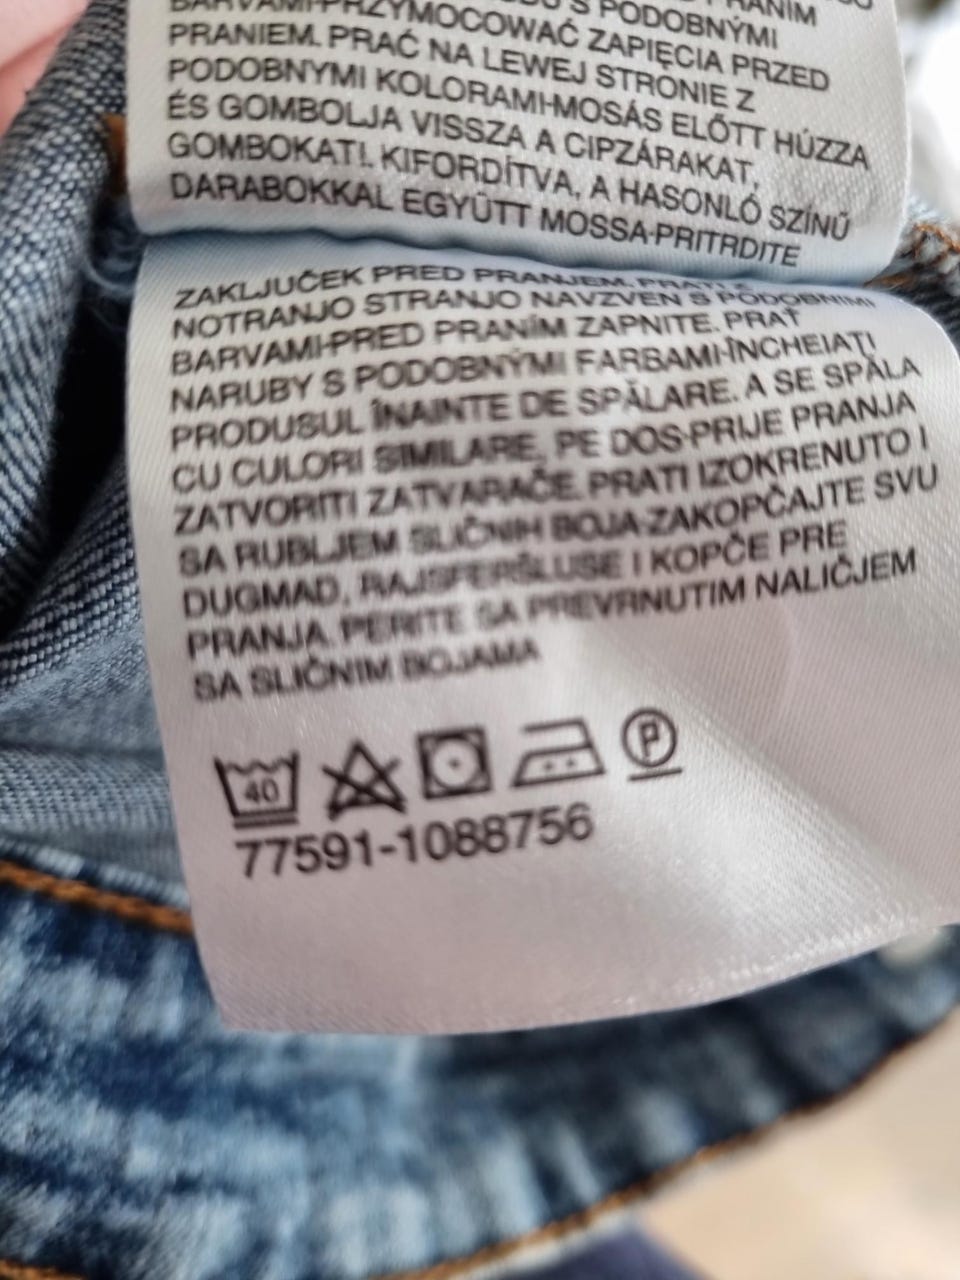 S PODOBNÝMI
BARVAMI-PRZYMOCOWAĆ ZAPIĘCIA PRZED
PRANIEM. PRAĆ NA LEWEJ STRONIE Z
PODOBNYMI KOLORAMI-MOSÁS ELŐTT HÚZZA
ÉS GOMBOLJA VISSZA A CIPZÁRAKAT,
GOMBOKAT!. KIFORDÍTVA, A HASONLÓ SZÍNŰ
DARABOKKAL EGYÜTT MOSSA-PRITRDITE
ZAKLJUČEK PRED PRANJEM. PRATI Z
NOTRANJO STRANJO NAVZVEN S PODOBNIMI
BARVAMI-PRED PRANÍM ZAPNITE. PRAŤ
NARUBY S PODOBNÝMI FARBAMI-ÎNCHEIAȚI
PRODUSUL ÎNAINTE DE SPĂLARE. A SE SPĂLA
CU CULORI SIMILARE, PE DOS-PRIJE PRANJA
ZATVORITI ZATVARAČE. PRATI IZOKRENUTO I
SA RUBLJEM SLIČNIH BOJA-ZAKOPČAJTE SVU
DUGMAD, RAJSFERŠLUSE I KOPČE PRE
PRANJA. PERITE SA PREVRNUTIM NALIČJEM
SA SLIČNIM BOJAMA
40 P
77591-1088756